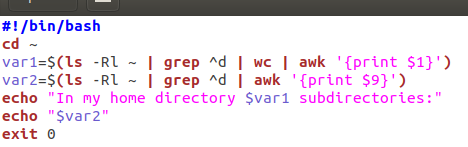 #!/bin/bash
cd ~
var1=$(ls -Rl ~ | grep ^d | wc | awk '{print $1}')
var2=$(ls -Rl ~ | grep ^d | awk '{print $9}')
echo "In my home directory $var1 subdirectories:"
echo "$var2"
exit 0